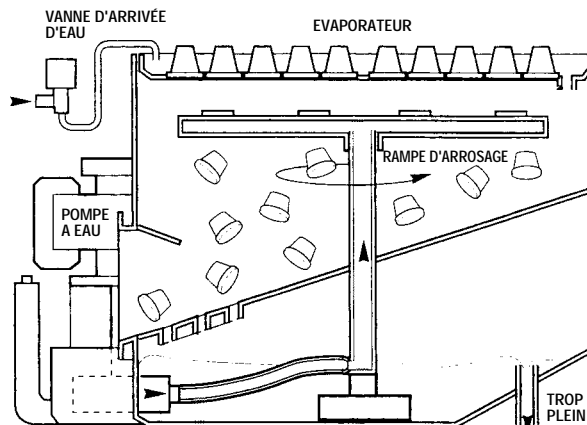 VANNE D'ARRIVÉE
D'EAU
EVAPORATEUR
RAMPE D'ARROSAGE
POMPE
A EAU
TROP
PLEIN